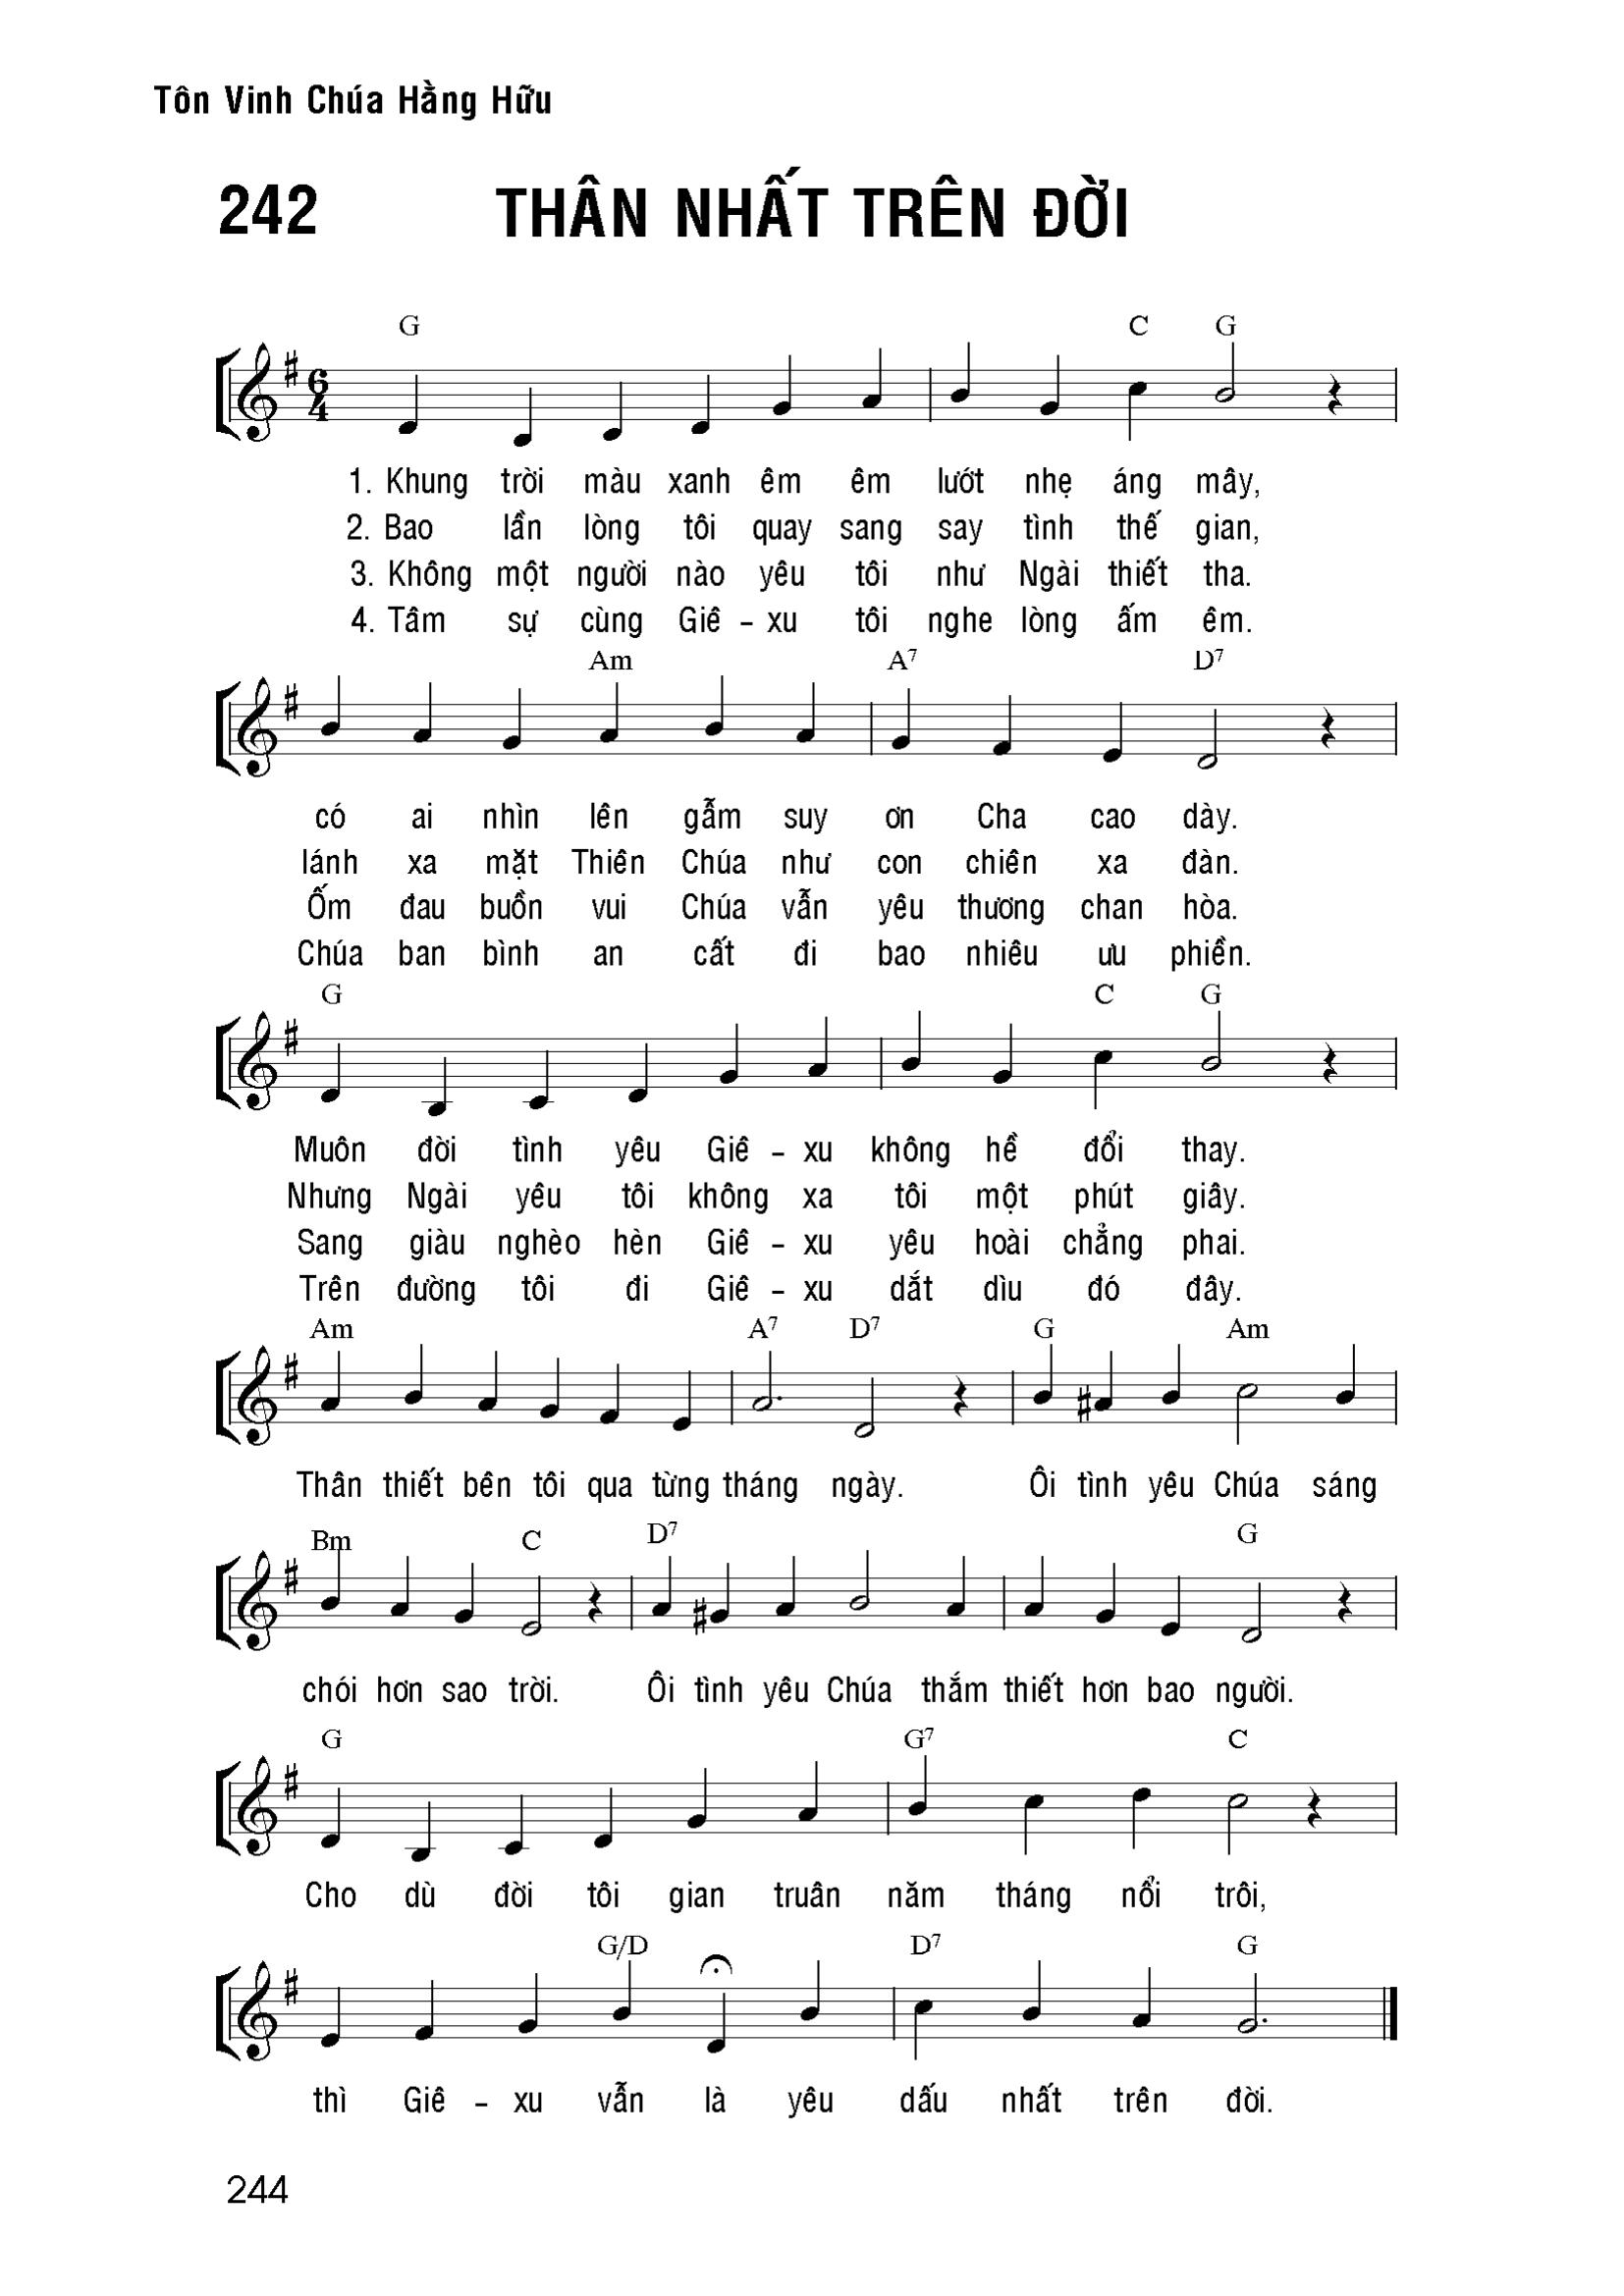 Tôn Vinh Chúa Hằng Hữu
242 THÂN NHẤT TRÊN ĐỜI
G C G
6
4
1. Khung trời màu xanh êm êm lướt nhẹ áng mây,
2. Bao lần lòng tôi quay sang say tình thế gian,
3. Không một người nào yêu tôi như Ngài thiết tha.
4. Tâm sự cùng Giê - xu tôi nghe lòng ấm êm.
Am A7 D7
có ai nhìn lên gẫm suy ơn Cha cao dày.
lánh xa mặt Thiên Chúa như con chiên xa đàn.
Ốm đau buồn vui Chúa vẫn yêu thương chan hòa.
Chúa ban bình an cất đi bao nhiêu ưu phiền.
G C G
Muôn đời tình yêu Giê - xu không hề đổi thay.
Nhưng Ngài yêu tôi không xa tôi một phút giây.
Sang giàu nghèo hèn Giê - xu yêu hoài chẳng phai.
Trên đường tôi đi Giê - xu dắt dìu đó đây.
Am A7 D7 G Am
Thân thiết bên tôi qua từng tháng ngày. Ôi tình yêu Chúa sáng
Bm C D7 G
chói hơn sao trời. Ôi tình yêu Chúa thắm thiết hơn bao người.
G G7 C
Cho dù đời tôi gian truân năm tháng nổi trôi,
G/D D7 G
thì Giê - xu vẫn là yêu dấu nhất trên đời.
244